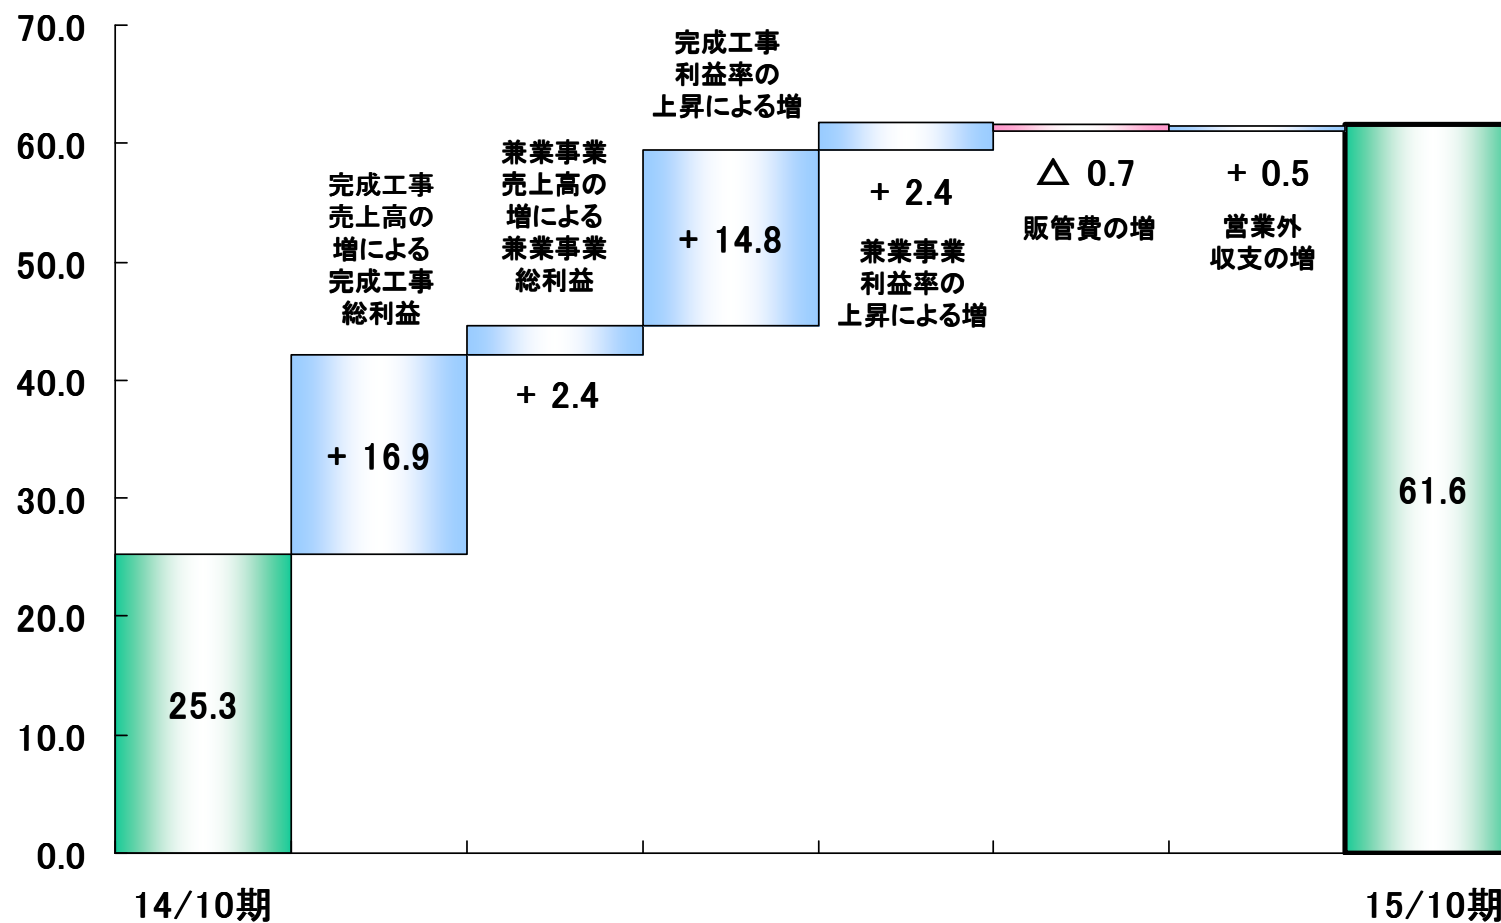 70.0
60.0
50.0
40.0
30.0
20.0
10.0
0.0
25.3
完成工事
売上高の
増による
完成工事
総利益
+ 16.9
兼業事業
売上高の
増による
兼業事業
総利益
+ 2.4
完成工事
利益率の
上昇による増
+ 14.8
+ 2.4
兼業事業
利益率の
上昇による増
△ 0.7
販管費の増
+ 0.5
営業外
収支の増
61.6
14/10期
15/10期